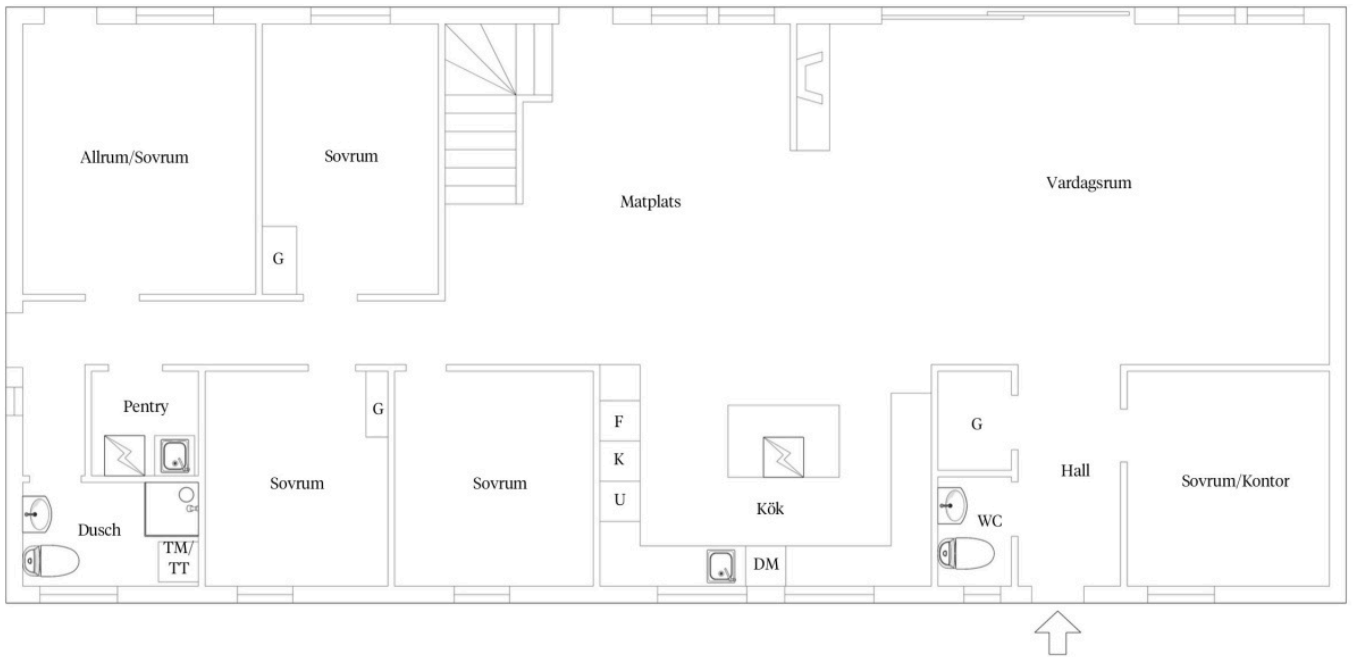 Allrum/Sovrum
Sovrum
Matplats
Vardagsrum
G
Pentry
G
F
K
U
G
Hall
Sovrum/Kontor
Sovrum
Sovrum
Kök
WC
Dusch
TM/
TT
DM